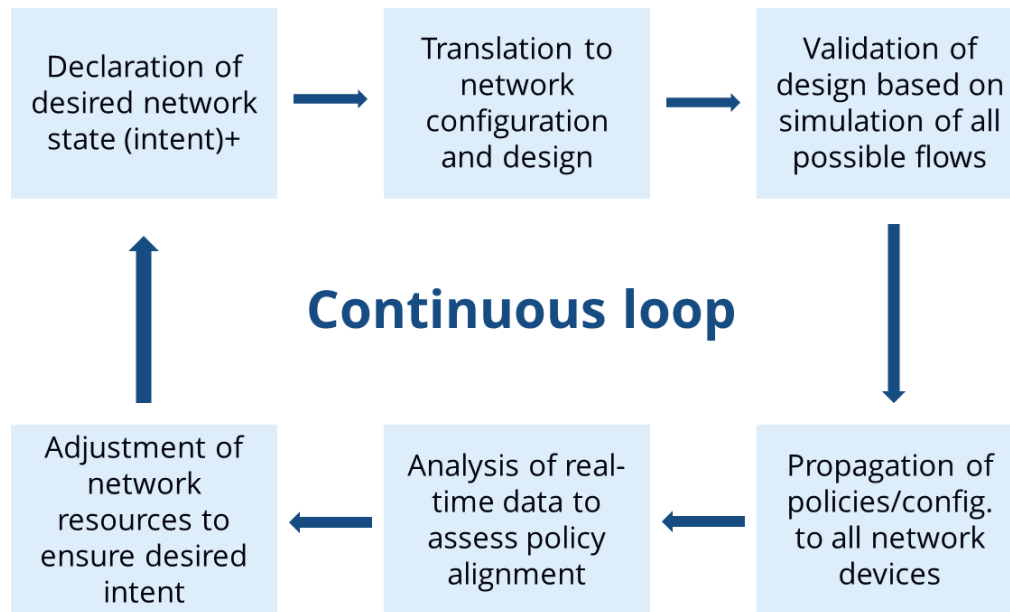 Declaration of
desired network
state (intent)+
Translation to
network
configuration
and design
Validation of
design based on
simulation of all
possible flows
Continuous loop
Adjustment of
network
resources to
ensure desired
intent
Analysis of real-
time data to
assess policy
alignment
Propagation of
policies/config.
to all network
devices